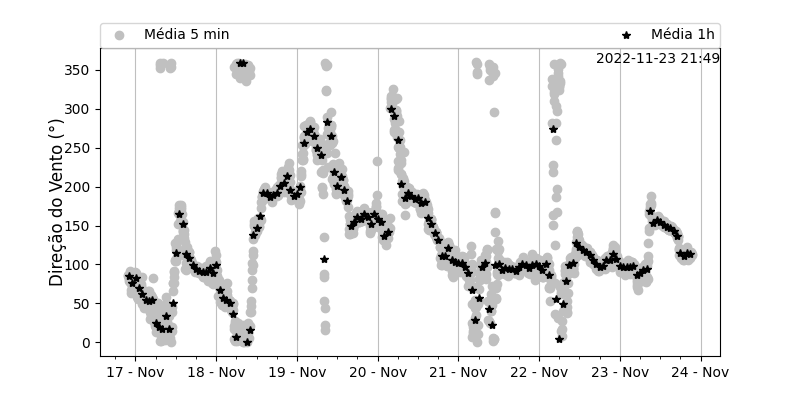 Média 5 min
Média 1h
2022-11-23 21:49
Direção do Vento (°)
350
300
250
200
150
100
50
0
17 - Nov
18 - Nov
19 - Nov
20 - Nov
21 - Nov
22 - Nov
23 - Nov
24 - Nov